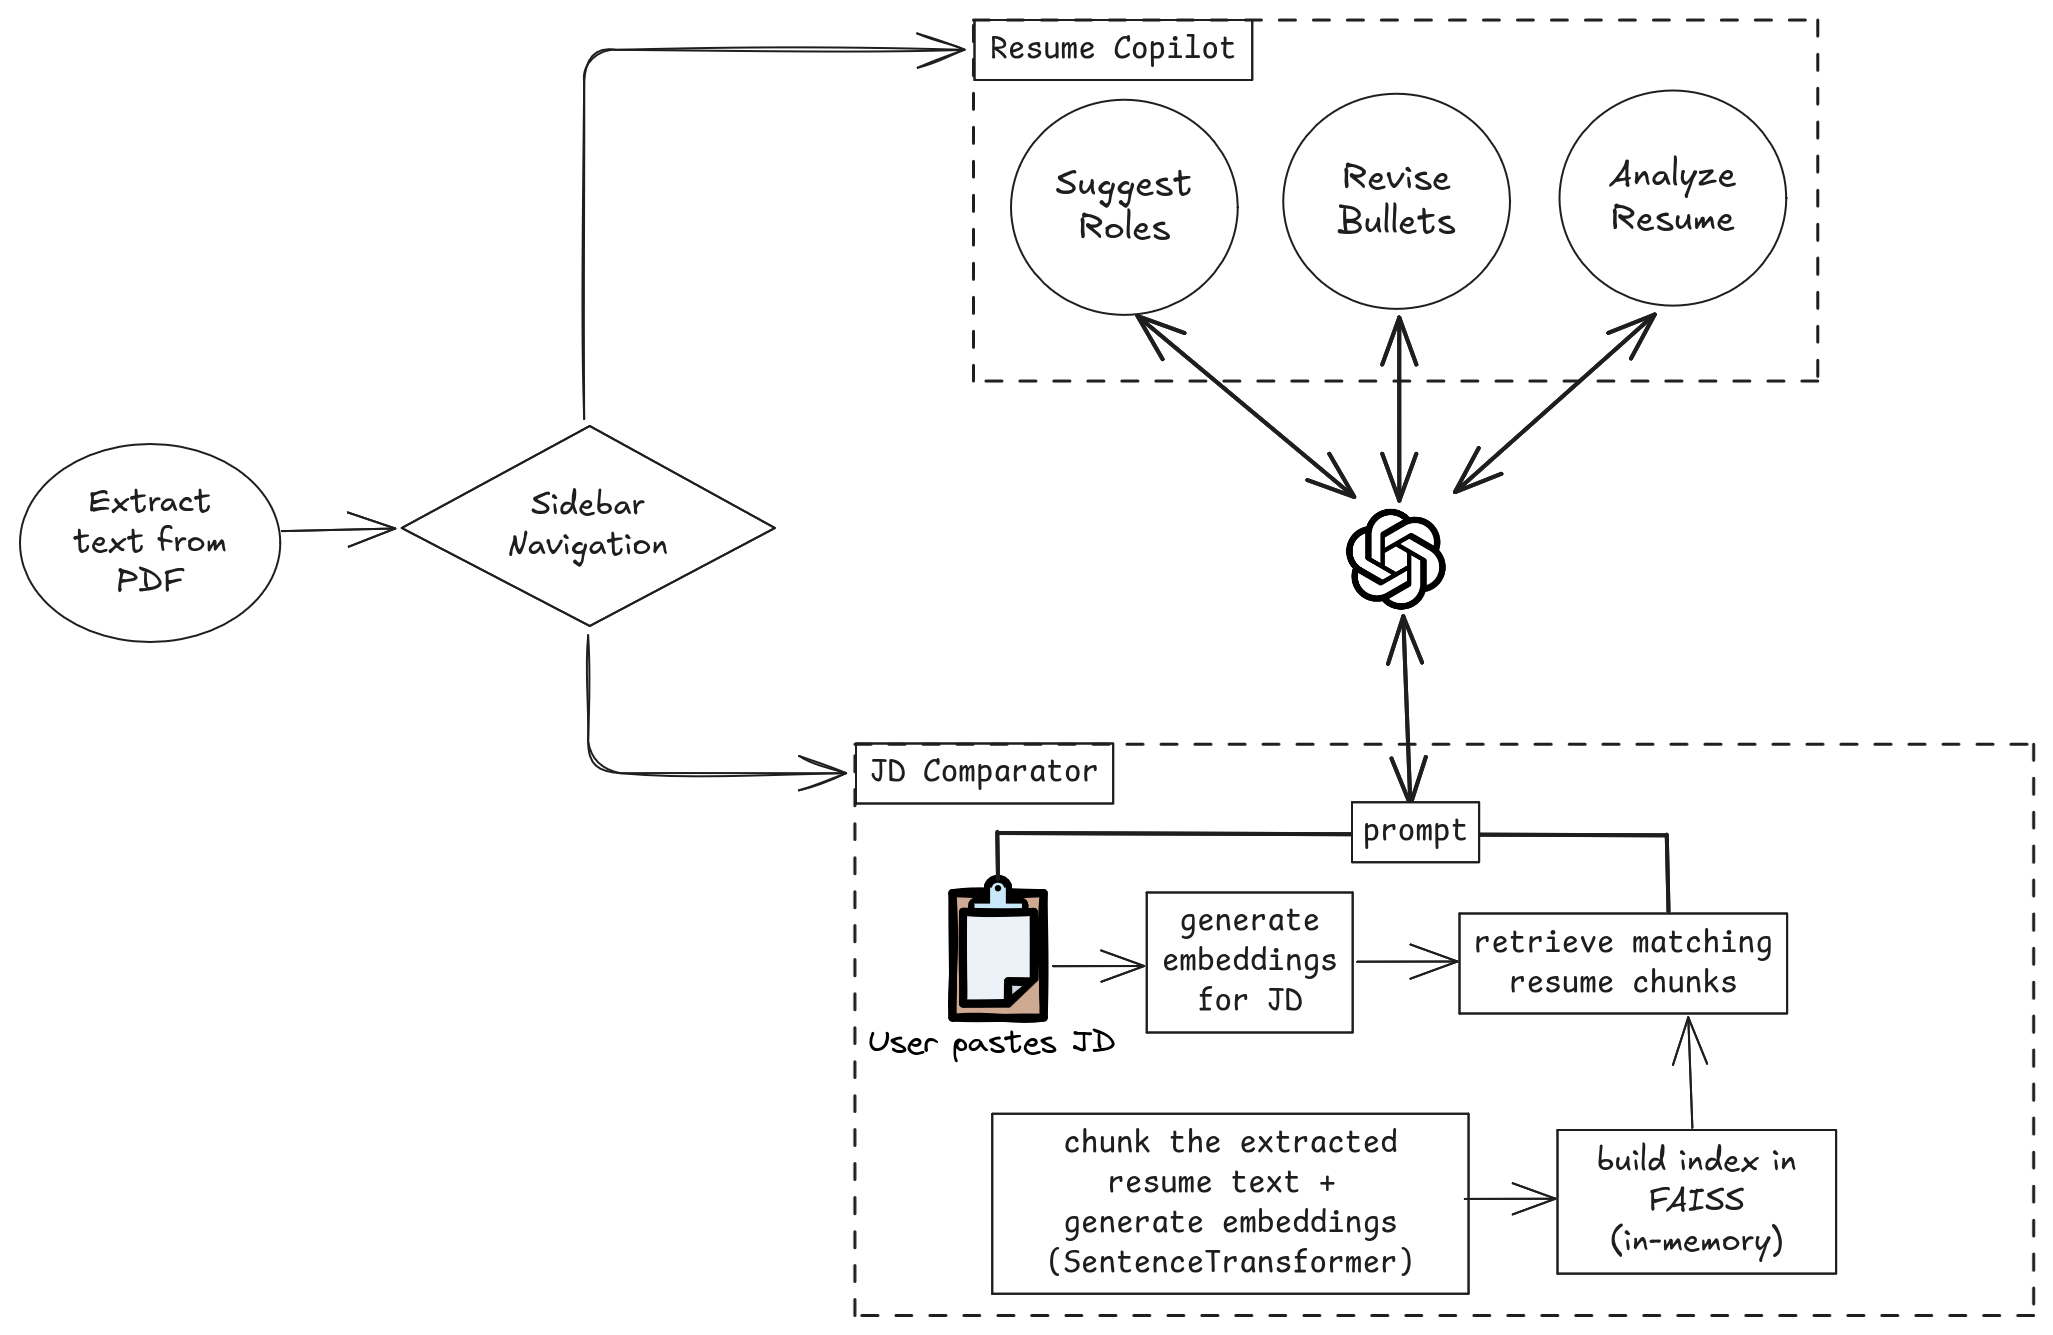 Resume Copilot
Suggest
Roles
Revise
Bullets
Analyze
Resume
Extract
text from
PDF
Sidebar
Navigation
JD Comparator
prompt
User pastes JD
generate
embeddings
for JD
retrieve matching
resume chunks
chunk the extracted
resume text +
generate embeddings
(SentenceTransformer)
build index in
FAISS
(in-memory)